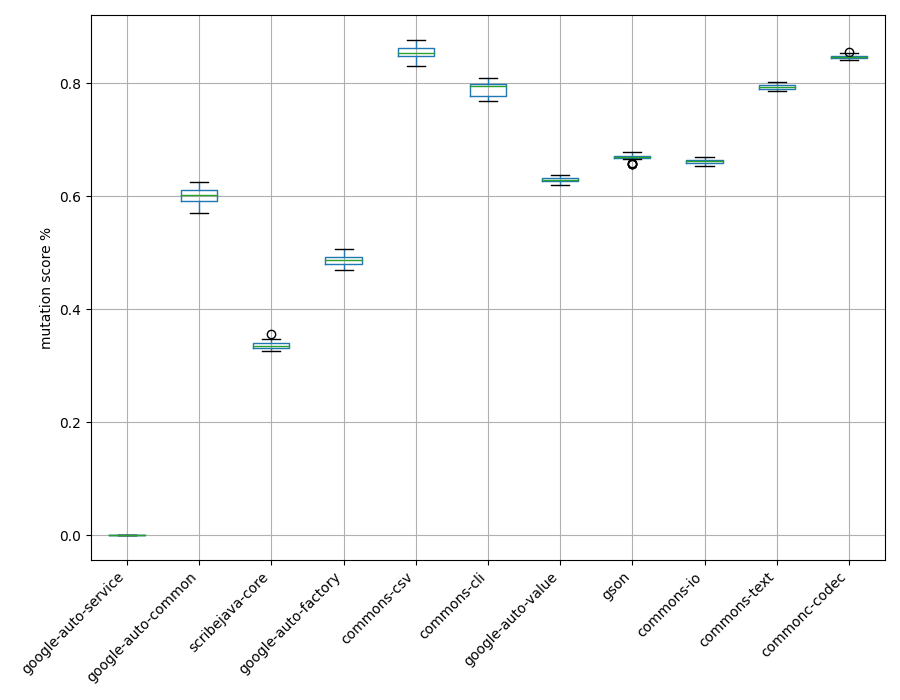 mutation score %
0.8
0.6
0.4
0.2
0.0
google-auto-service
google-auto-common
scribejava-core
google-auto-factory
commons-csv
commons-cli
google-auto-value
gson
commons-io
commons-text
commonc-codec